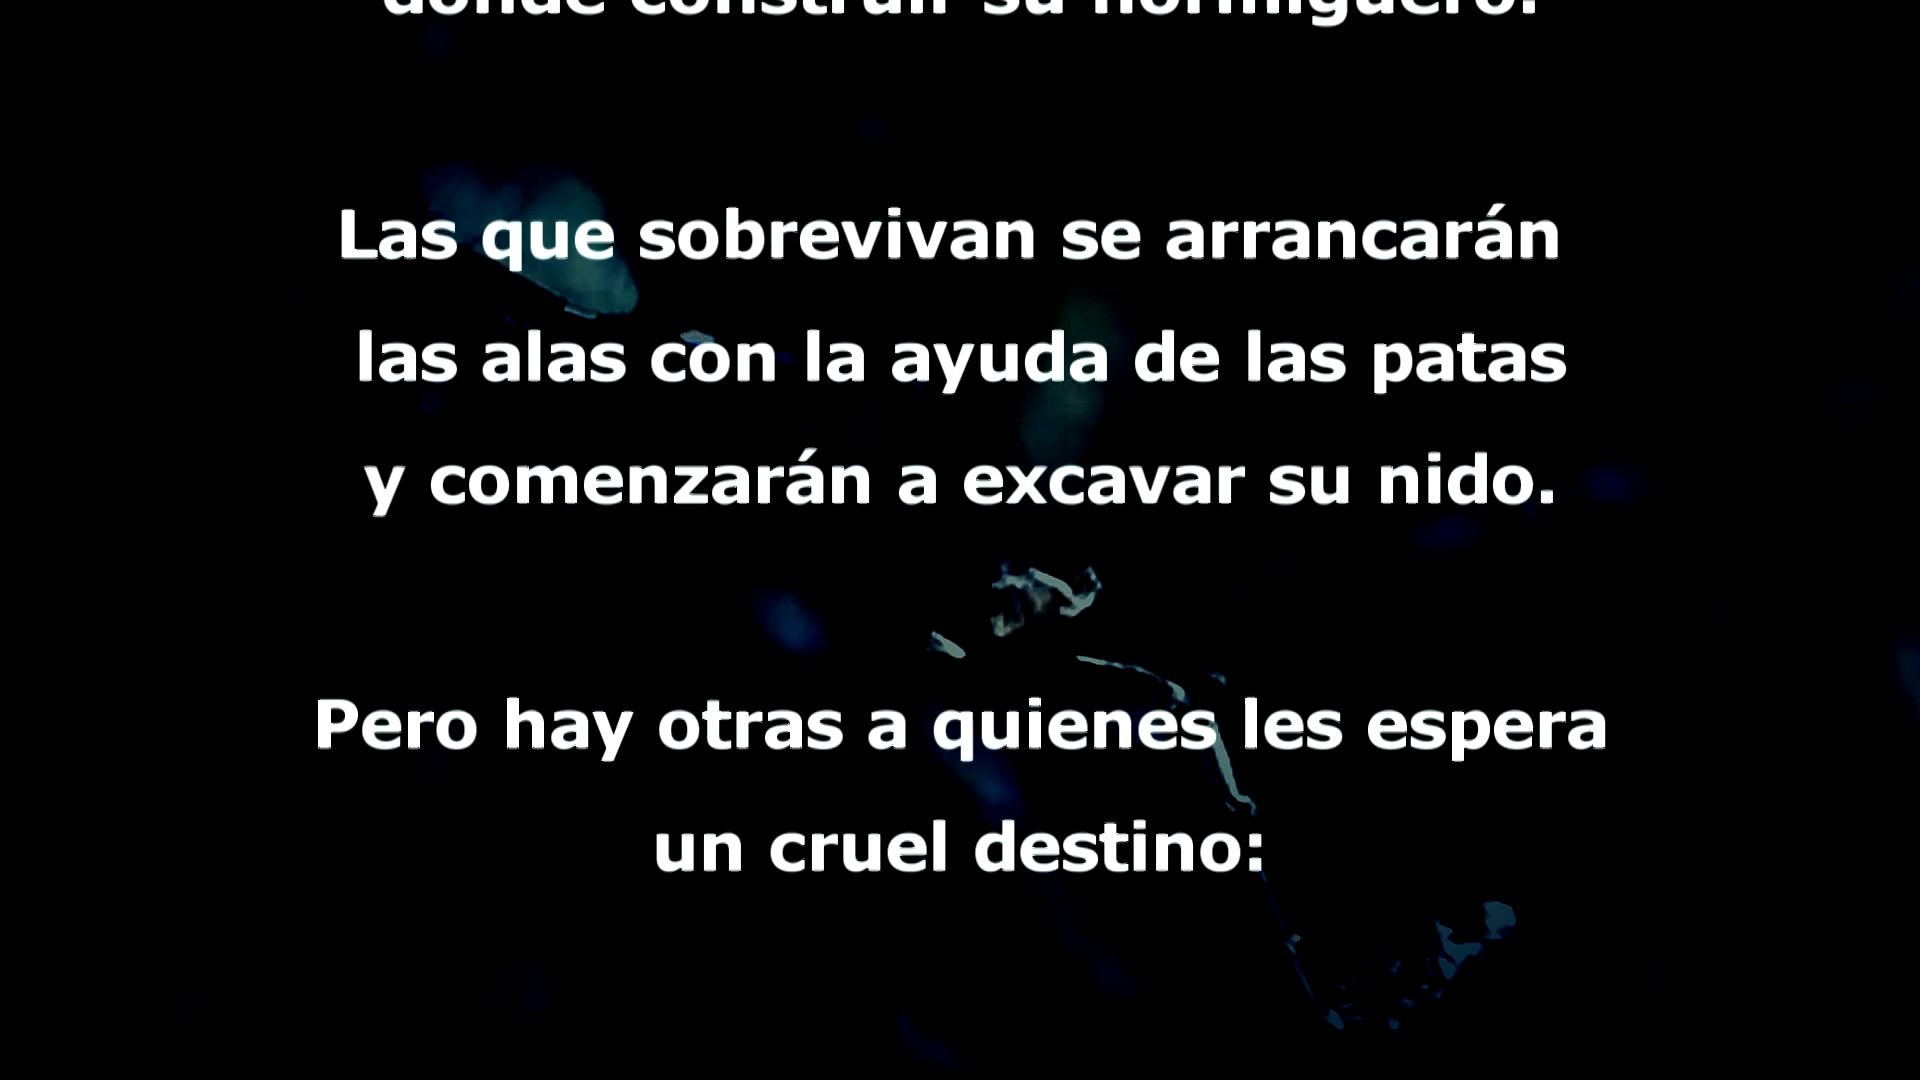 donde construir su hormiguero.
Las que sobrevivan se arrancarán
las alas con la ayuda de las patas
y comenzarán a excavar su nido.
Pero hay otras a quienes les espera
un cruel destino: